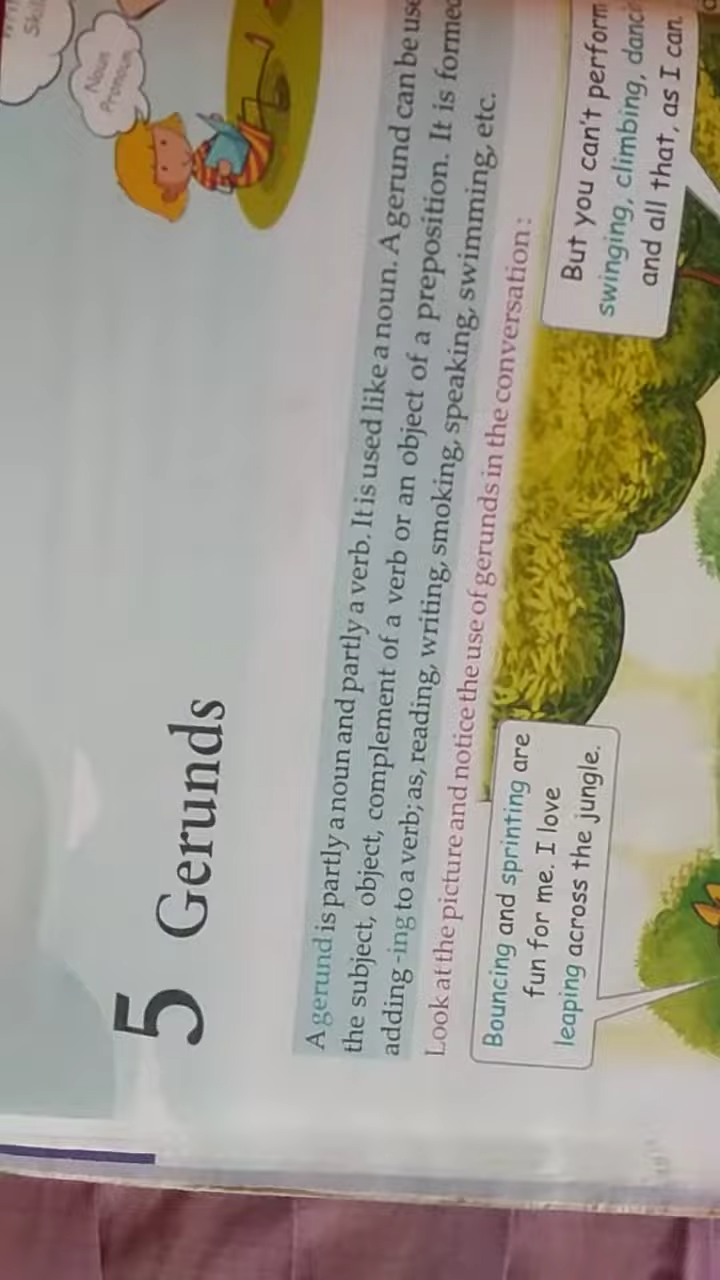 Skill
Noun
Pronoun
5 Gerunds
A gerund is partly a noun and partly a verb. It is used like a noun. A gerund can be use
the subject, object, complement of a verb or an object of a preposition. It is formed
adding -ing to a verb; as, reading, writing, smoking, speaking, swimming, etc.
Look at the picture and notice the use of gerunds in the conversation :
Bouncing and sprinting are
fun for me. I love
leaping across the jungle.
But you can't perform
swinging, climbing, danci
and all that, as I can.